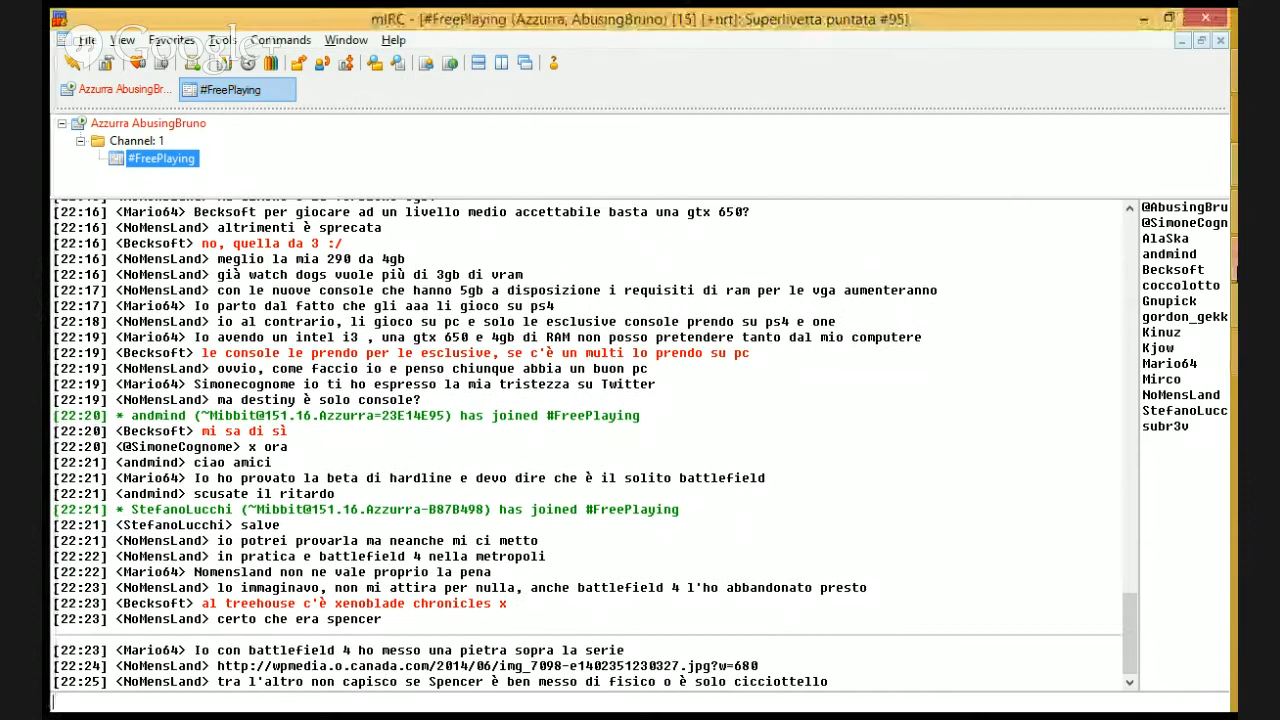 mIRC - [#FreePlaying (Azzurra, AbusingBruno) [15] [+nrt]: Superlivetta puntata #95)]
File View Favorites Tools Commands Window Help
Google+
Azzurra AbusingBr... #FreePlaying
Azzurra AbusingBruno
Channel: 1
#FreePlaying
[22:16] <Mario64> Becksoft per giocare ad un livello medio accettabile basta una gtx 650?
[22:16] <NoMensLand> altrimenti è sprecata
[22:16] <Becksoft> no, quella da 3 :/
[22:16] <NoMensLand> meglio la mia 290 da 4gb
[22:16] <NoMensLand> già watch dogs vuole più di 3gb di vram
[22:17] <NoMensLand> con le nuove console che hanno 5gb a disposizione i requisiti di ram per le vga aumenteranno
[22:17] <Mario64> Io parto dal fatto che gli aaa li gioco su ps4
[22:18] <NoMensLand> io al contrario, li gioco su pc e solo le esclusive console prendo su ps4 e one
[22:19] <Mario64> Io avendo un intel i3 , una gtx 650 e 4gb di RAM non posso pretendere tanto dal mio computere
[22:19] <Becksoft> le console le prendo per le esclusive, se c'è un multi lo prendo su pc
[22:19] <NoMensLand> ovvio, come faccio io e penso chiunque abbia un buon pc
[22:19] <Mario64> Simonecognome io ti ho espresso la mia tristezza su Twitter
[22:19] <NoMensLand> ma destiny è solo console?
[22:20] * andmind (~Mibbit@151.16.Azzurra=23E14E95) has joined #FreePlaying
[22:20] <Becksoft> mi sa di sì
[22:20] <@SimoneCognome> x ora
[22:21] <andmind> ciao amici
[22:21] <Mario64> Io ho provato la beta di hardline e devo dire che è il solito battlefield
[22:21] <andmind> scusate il ritardo
[22:21] * StefanoLucchi (~Mibbit@151.16.Azzurra-B87B498) has joined #FreePlaying
[22:21] <StefanoLucchi> salve
[22:21] <NoMensLand> io potrei provarla ma neanche mi ci metto
[22:22] <NoMensLand> in pratica e battlefield 4 nella metropoli
[22:22] <Mario64> Nomensland non ne vale proprio la pena
[22:23] <NoMensLand> lo immaginavo, non mi attira per nulla, anche battlefield 4 l'ho abbandonato presto
[22:23] <Becksoft> al treehouse c'è xenoblade chronicles x
[22:23] <NoMensLand> certo che era spencer
[22:23] <Mario64> Io con battlefield 4 ho messo una pietra sopra la serie
[22:24] <NoMensLand> http://wpmedia.o.canada.com/2014/06/img_7098-e1402351230327.jpg?w=680
[22:25] <NoMensLand> tra l'altro non capisco se Spencer è ben messo di fisico o è solo cicciottello
@AbusingBru
@SimoneCogn
AlaSka
andmind
Becksoft
coccolotto
Gnupick
gordon_gekk
Kinuz
Kjow
Mario64
Mirco
NoMensLand
StefanoLucc
subr3v